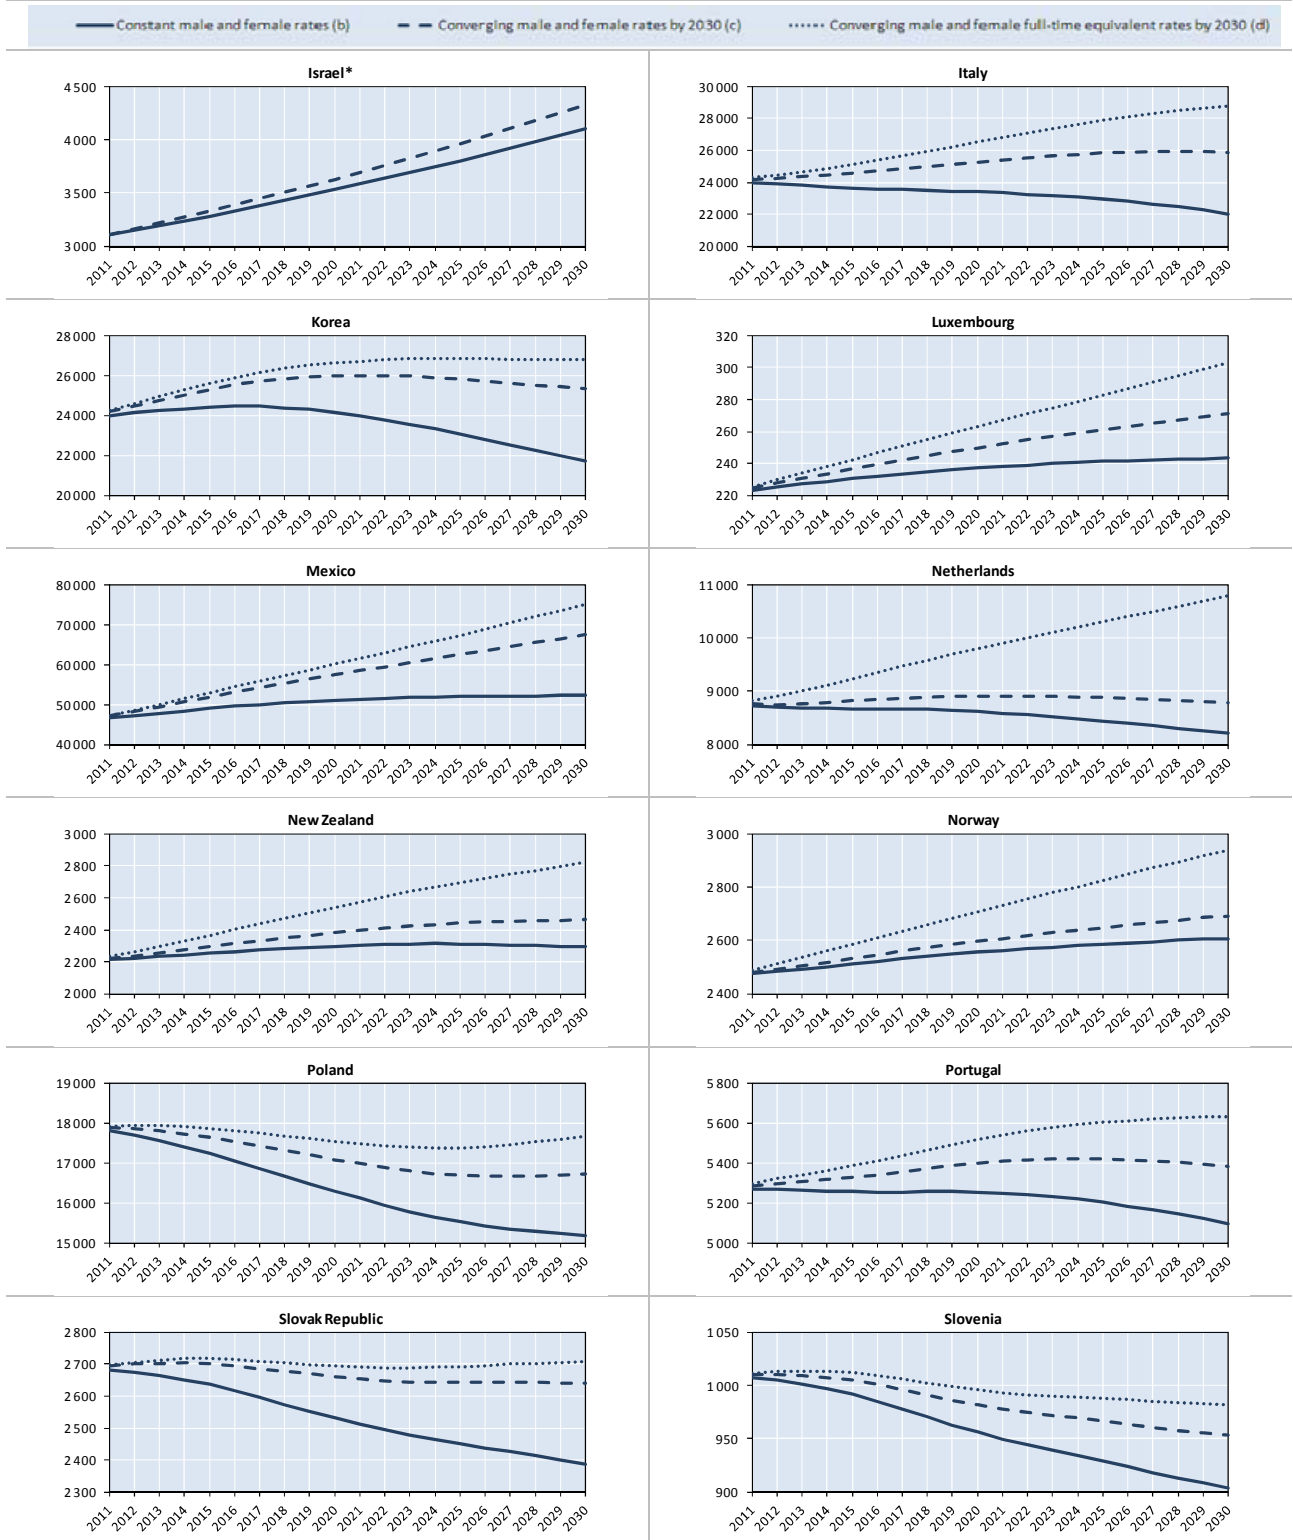 Constant male and female rates (b) Converging male and female rates by 2030 (c) Converging male and female full-time equivalent rates by 2030 (d)
Israel*
4 500
4 000
3 500
3 000
2011 2012 2013 2014 2015 2016 2017 2018 2019 2020 2021 2022 2023 2024 2025 2026 2027 2028 2029 2030
Italy
30 000
28 000
26 000
24 000
22 000
20 000
2011 2012 2013 2014 2015 2016 2017 2018 2019 2020 2021 2022 2023 2024 2025 2026 2027 2028 2029 2030
Korea
28 000
26 000
24 000
22 000
20 000
2011 2012 2013 2014 2015 2016 2017 2018 2019 2020 2021 2022 2023 2024 2025 2026 2027 2028 2029 2030
Luxembourg
320
300
280
260
240
220
2011 2012 2013 2014 2015 2016 2017 2018 2019 2020 2021 2022 2023 2024 2025 2026 2027 2028 2029 2030
Mexico
80 000
70 000
60 000
50 000
40 000
2011 2012 2013 2014 2015 2016 2017 2018 2019 2020 2021 2022 2023 2024 2025 2026 2027 2028 2029 2030
Netherlands
11 000
10 000
9 000
8 000
2011 2012 2013 2014 2015 2016 2017 2018 2019 2020 2021 2022 2023 2024 2025 2026 2027 2028 2029 2030
New Zealand
3 000
2 800
2 600
2 400
2 200
2 000
2011 2012 2013 2014 2015 2016 2017 2018 2019 2020 2021 2022 2023 2024 2025 2026 2027 2028 2029 2030
Norway
3 000
2 800
2 600
2 400
2011 2012 2013 2014 2015 2016 2017 2018 2019 2020 2021 2022 2023 2024 2025 2026 2027 2028 2029 2030
Poland
19 000
18 000
17 000
16 000
15 000
2011 2012 2013 2014 2015 2016 2017 2018 2019 2020 2021 2022 2023 2024 2025 2026 2027 2028 2029 2030
Portugal
5 800
5 600
5 400
5 200
5 000
2011 2012 2013 2014 2015 2016 2017 2018 2019 2020 2021 2022 2023 2024 2025 2026 2027 2028 2029 2030
Slovak Republic
2 800
2 700
2 600
2 500
2 400
2 300
2011 2012 2013 2014 2015 2016 2017 2018 2019 2020 2021 2022 2023 2024 2025 2026 2027 2028 2029 2030
Slovenia
1 050
1 000
950
900
2011 2012 2013 2014 2015 2016 2017 2018 2019 2020 2021 2022 2023 2024 2025 2026 2027 2028 2029 2030